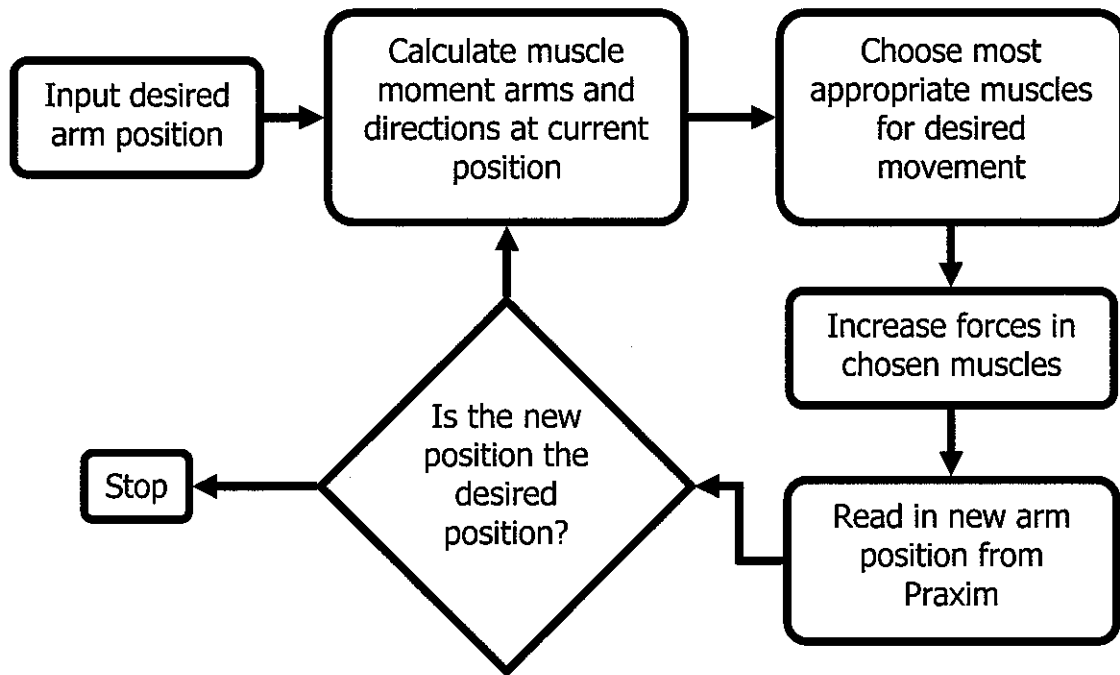 Input desired
arm position
Calculate muscle
moment arms and
directions at current
position
Choose most
appropriate muscles
for desired
movement
Increase forces in
chosen muscles
Read in new arm
position from
Praxim
Is the new
position the
desired
position?
Stop